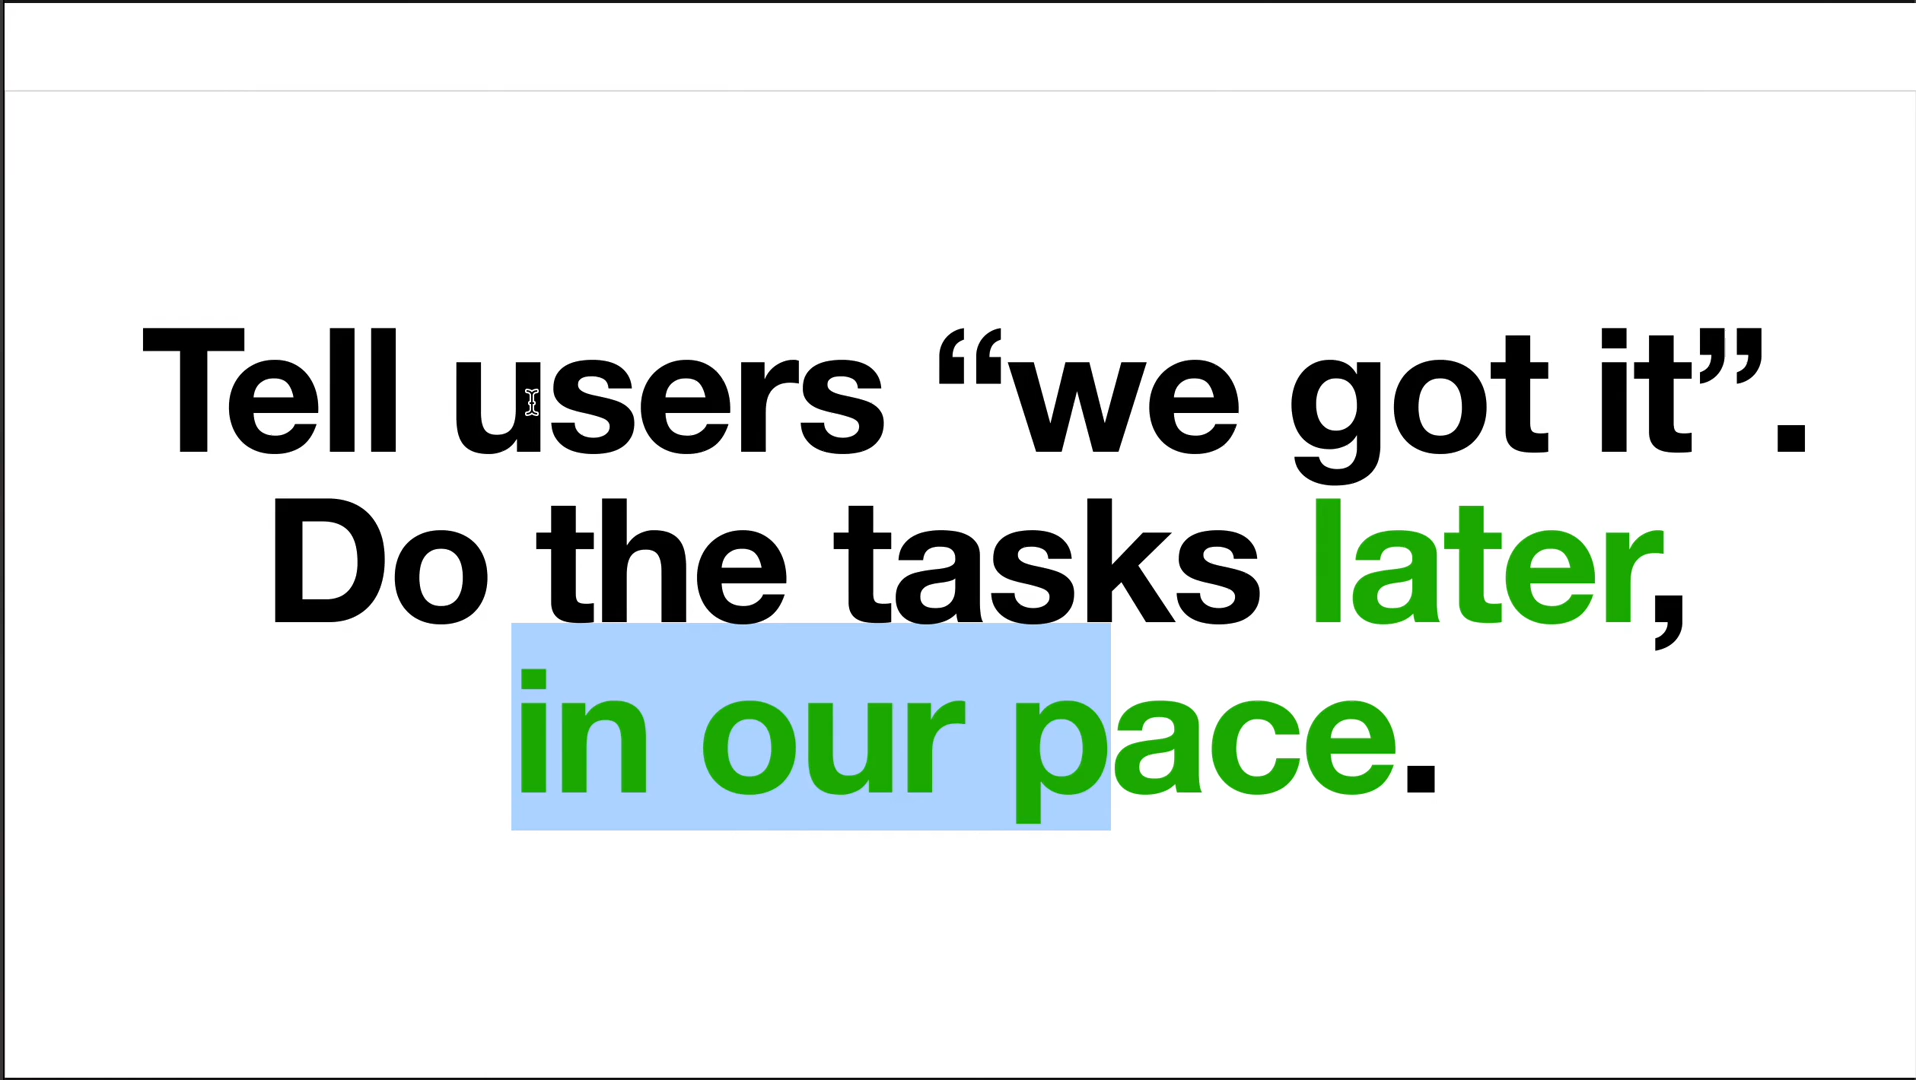 Tell users “we got it”.
Do the tasks later,
in our pace.